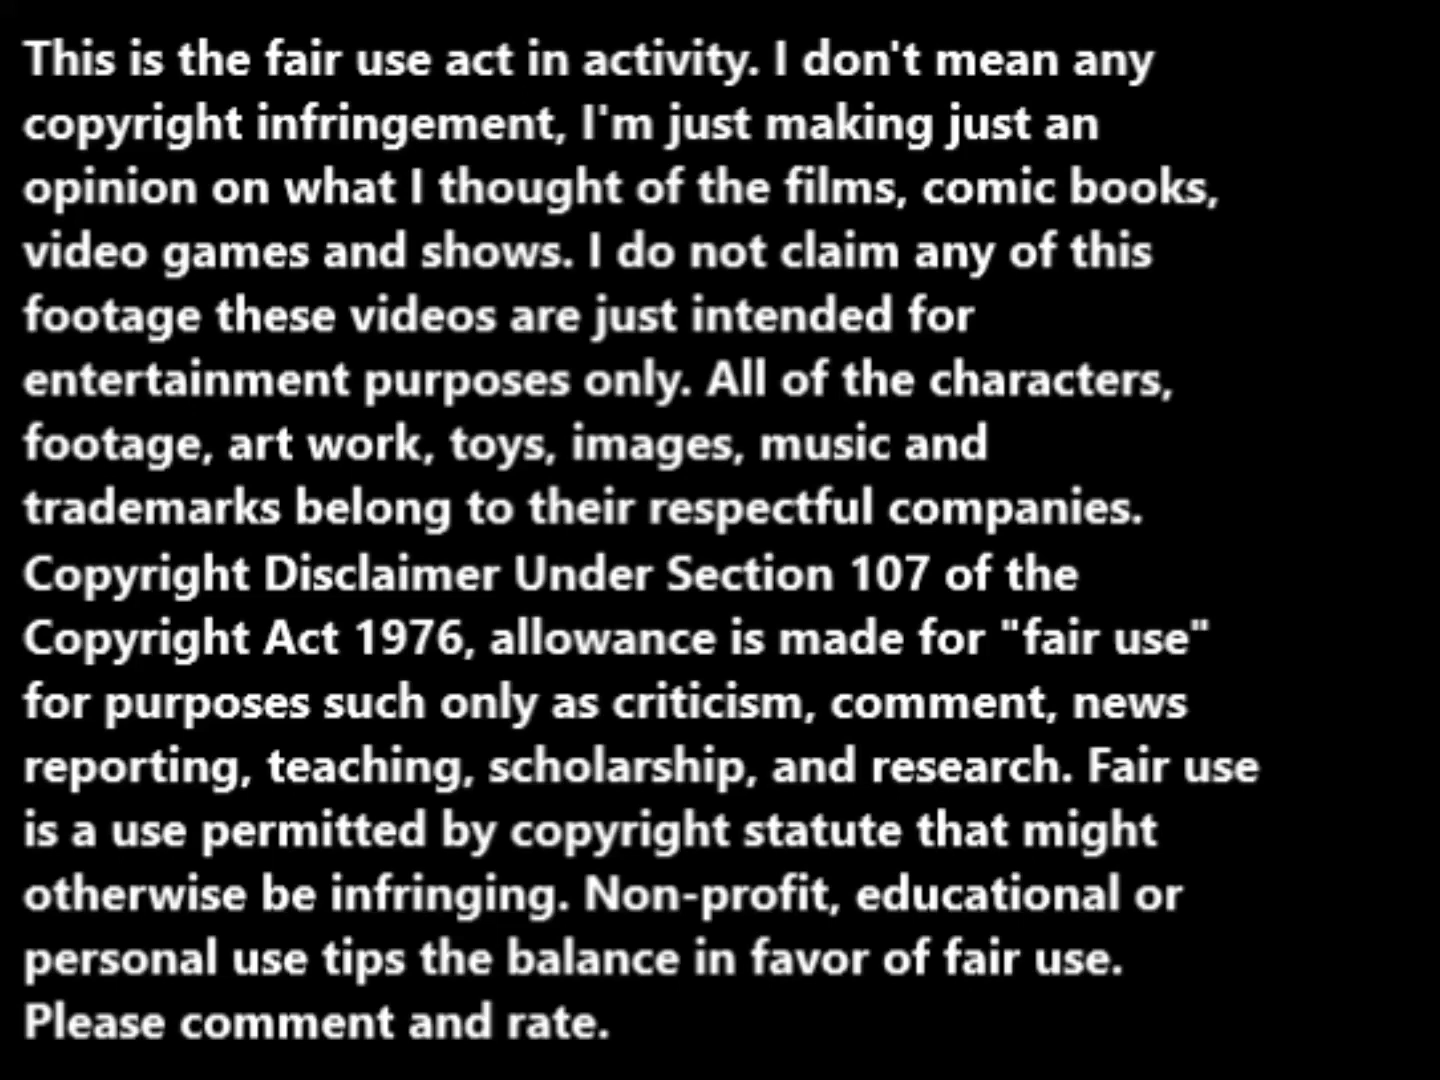 This is the fair use act in activity. I don't mean any
copyright infringement, I'm just making just an
opinion on what I thought of the films, comic books,
video games and shows. I do not claim any of this
footage these videos are just intended for
entertainment purposes only. All of the characters,
footage, art work, toys, images, music and
trademarks belong to their respectful companies.
Copyright Disclaimer Under Section 107 of the
Copyright Act 1976, allowance is made for "fair use"
for purposes such only as criticism, comment, news
reporting, teaching, scholarship, and research. Fair use
is a use permitted by copyright statute that might
otherwise be infringing. Non-profit, educational or
personal use tips the balance in favor of fair use.
Please comment and rate.